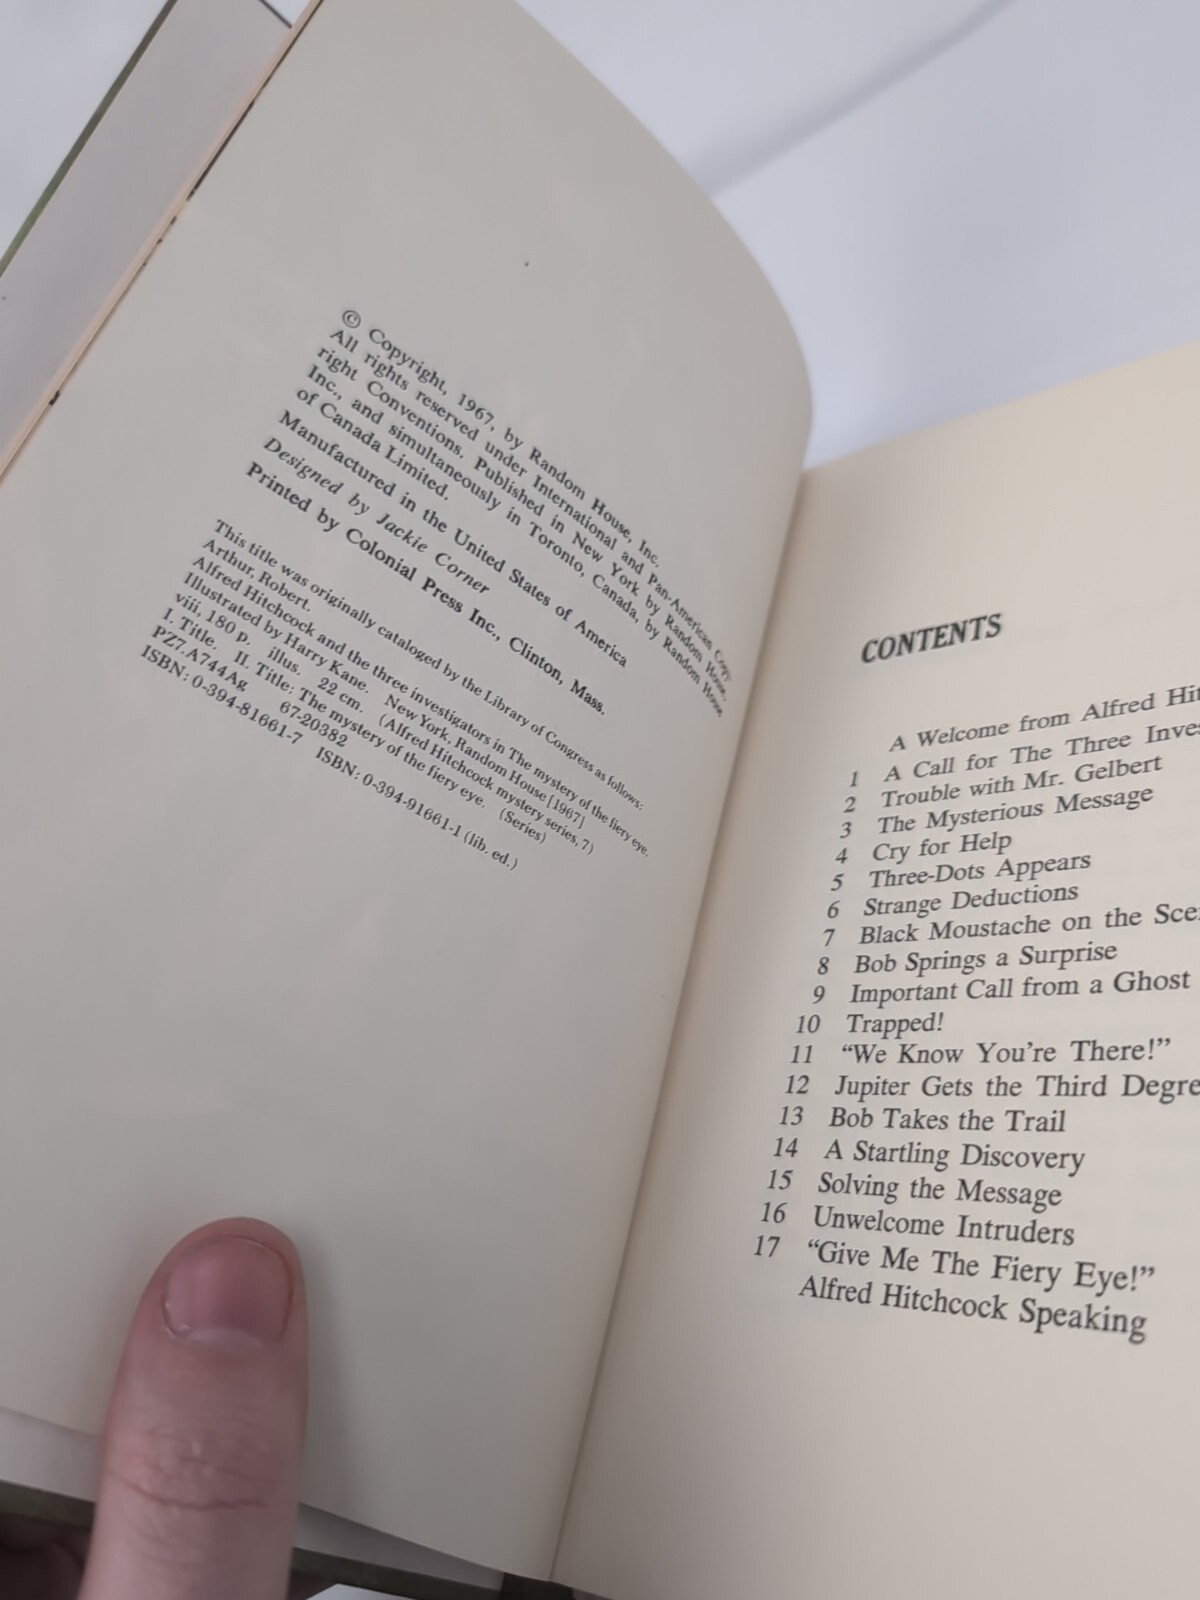 © Copyright, 1967, by Random House, Inc.
All rights reserved under International and Pan-American Copy-
right Conventions. Published in New York by Random House,
Inc., and simultaneously in Toronto, Canada, by Random House
of Canada Limited.
Manufactured in the United States of America
Designed by Jackie Corner
Printed by Colonial Press Inc., Clinton, Mass.
This title was originally cataloged by the Library of Congress as follows:
Arthur, Robert.
Alfred Hitchcock and the three investigators in The mystery of the fiery eye.
Illustrated by Harry Kane. New York, Random House [1967]
viii, 180 p. illus. 22 cm. (Alfred Hitchcock mystery series, 7)
I. Title. II. Title: The mystery of the fiery eye. (Series)
PZ7.A744Ag 67-20382
ISBN: 0-394-81661-7 ISBN: 0-394-91661-1 (lib. ed.)
CONTENTS
A Welcome from Alfred Hit
1 A Call for The Three Inves
2 Trouble with Mr. Gelbert
3 The Mysterious Message
4 Cry for Help
5 Three-Dots Appears
6 Strange Deductions
7 Black Moustache on the Sce
8 Bob Springs a Surprise
9 Important Call from a Ghost
10 Trapped!
11 “We Know You’re There!”
12 Jupiter Gets the Third Degre
13 Bob Takes the Trail
14 A Startling Discovery
15 Solving the Message
16 Unwelcome Intruders
17 “Give Me The Fiery Eye!”
Alfred Hitchcock Speaking